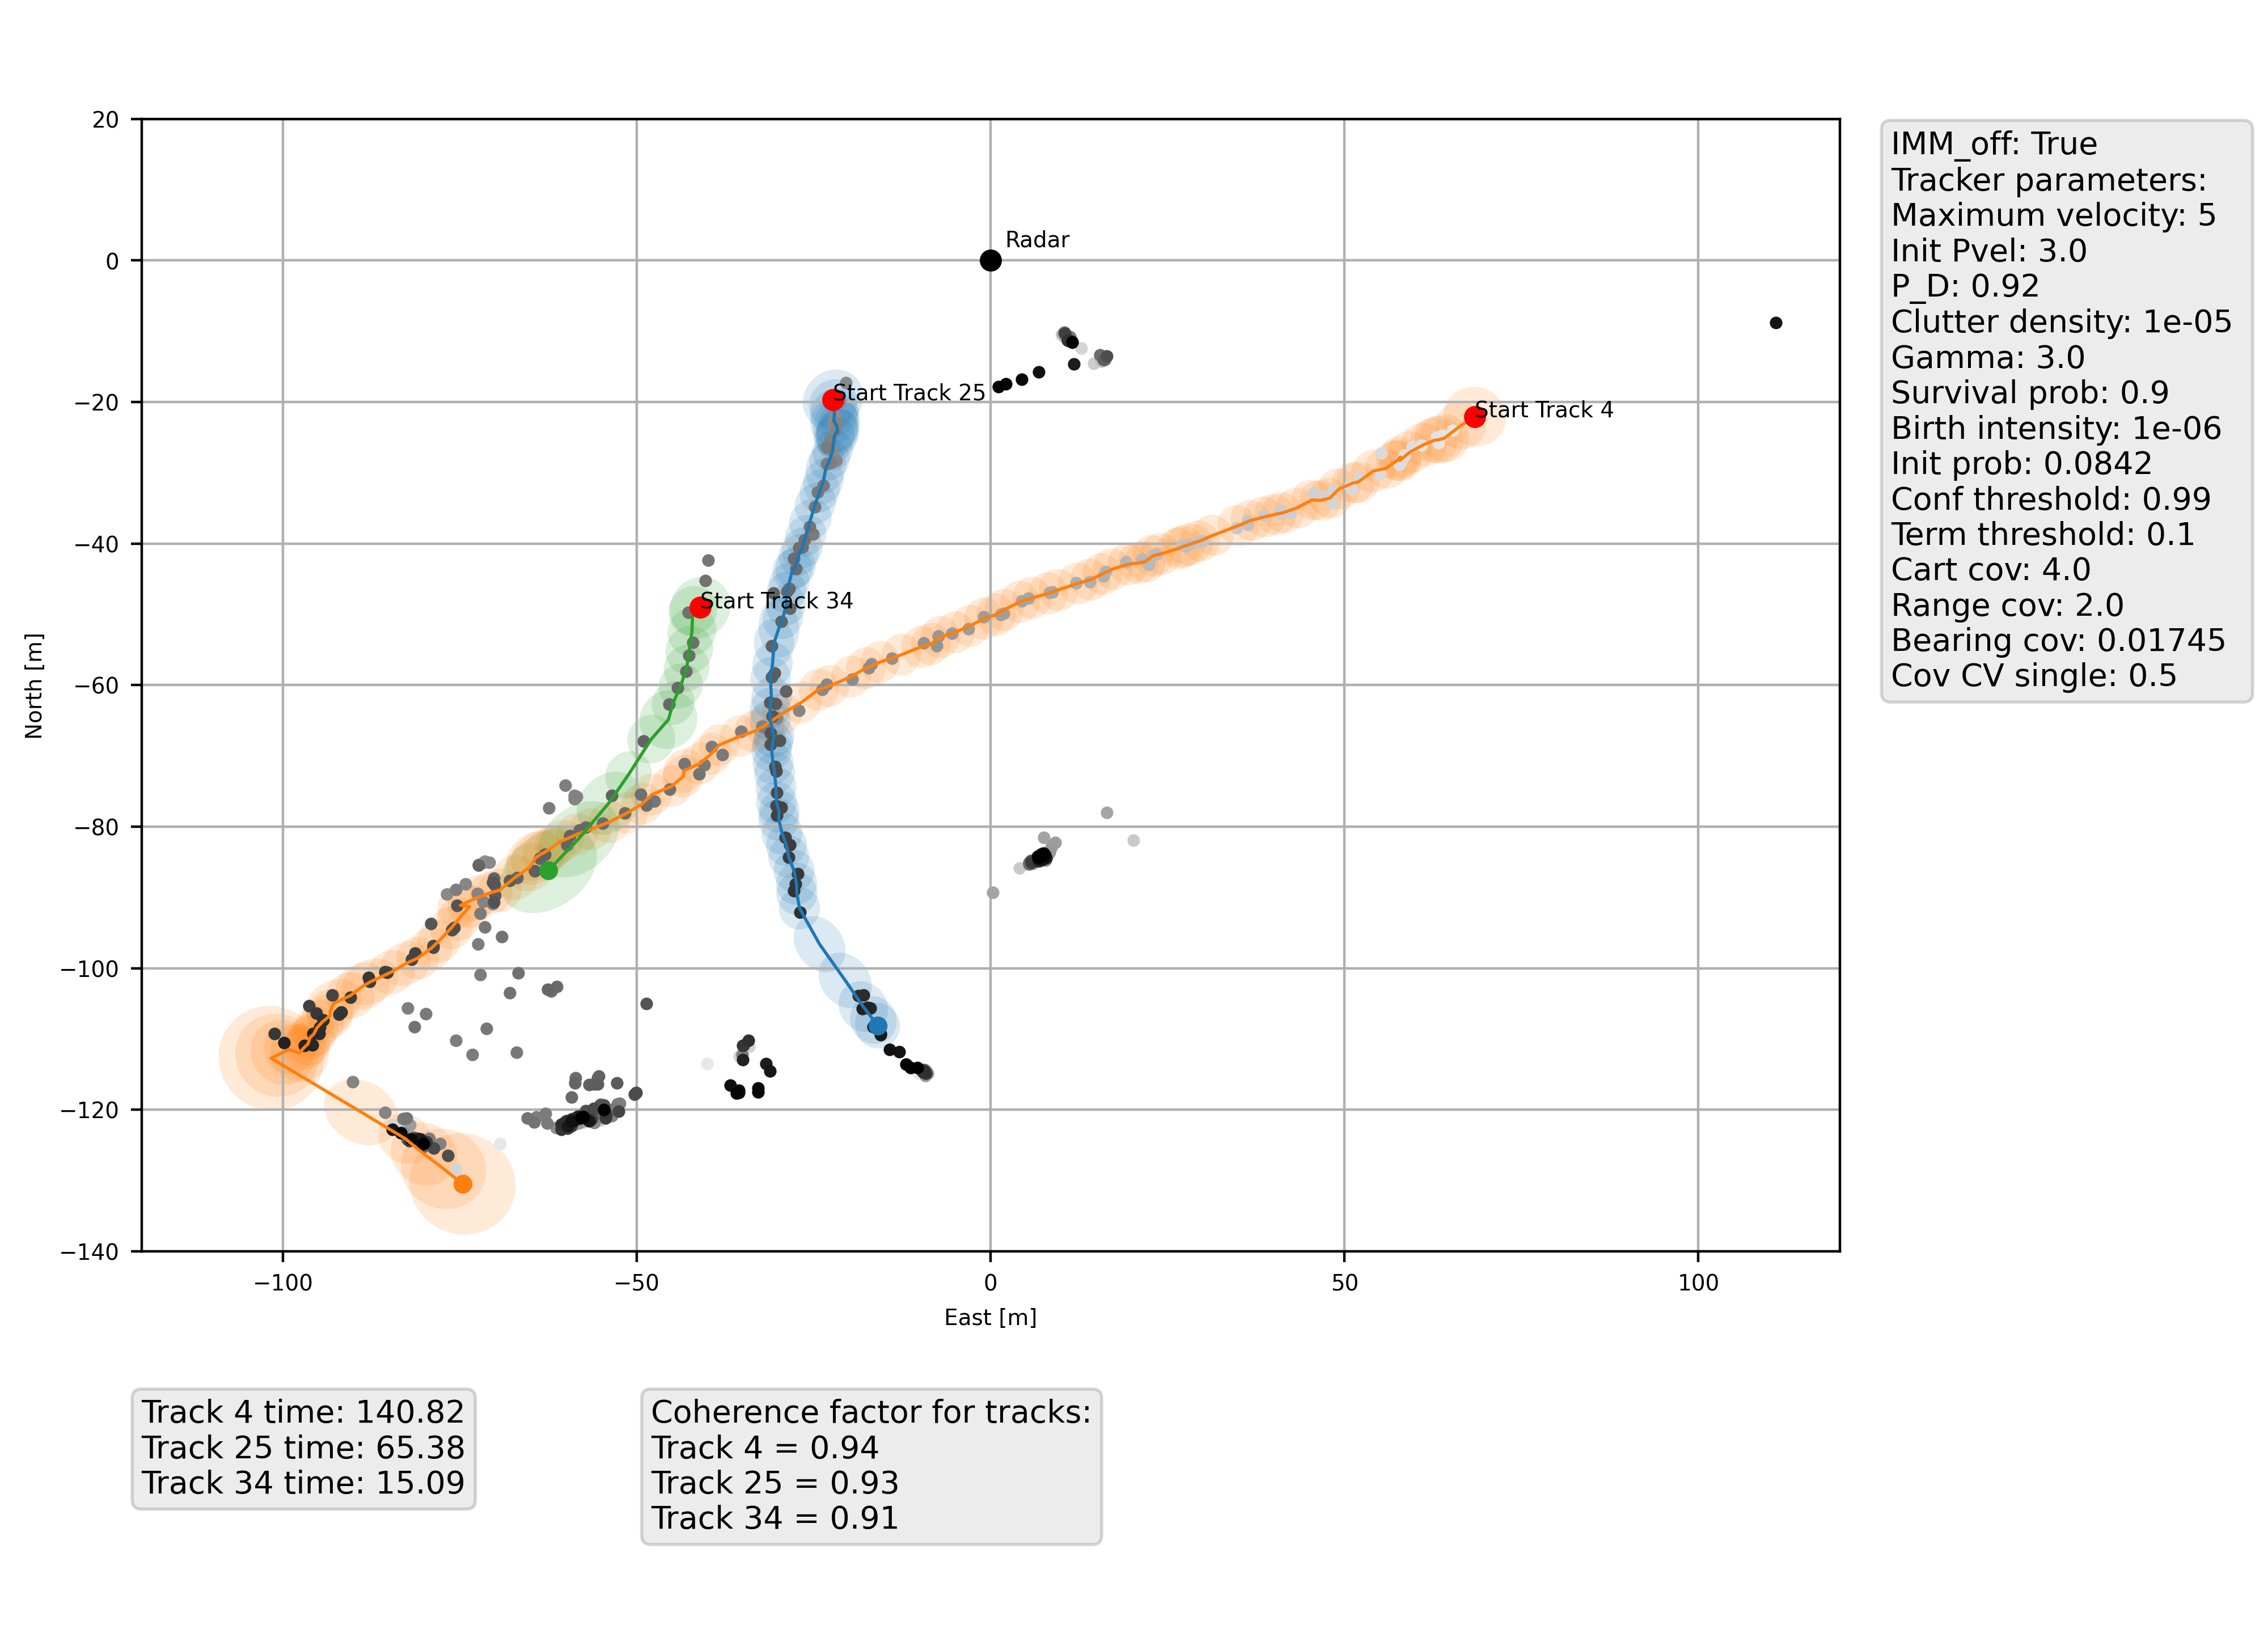 20
0
−20
−40
−60
−80
−100
−120
−140
North [m]
Radar
Start Track 25
Start Track 4
Start Track 34
−100
−50
0
50
100
East [m]
IMM_off: True
Tracker parameters:
Maximum velocity: 5
Init Pvel: 3.0
P_D: 0.92
Clutter density: 1e-05
Gamma: 3.0
Survival prob: 0.9
Birth intensity: 1e-06
Init prob: 0.0842
Conf threshold: 0.99
Term threshold: 0.1
Cart cov: 4.0
Range cov: 2.0
Bearing cov: 0.01745
Cov CV single: 0.5
Track 4 time: 140.82
Track 25 time: 65.38
Track 34 time: 15.09
Coherence factor for tracks:
Track 4 = 0.94
Track 25 = 0.93
Track 34 = 0.91